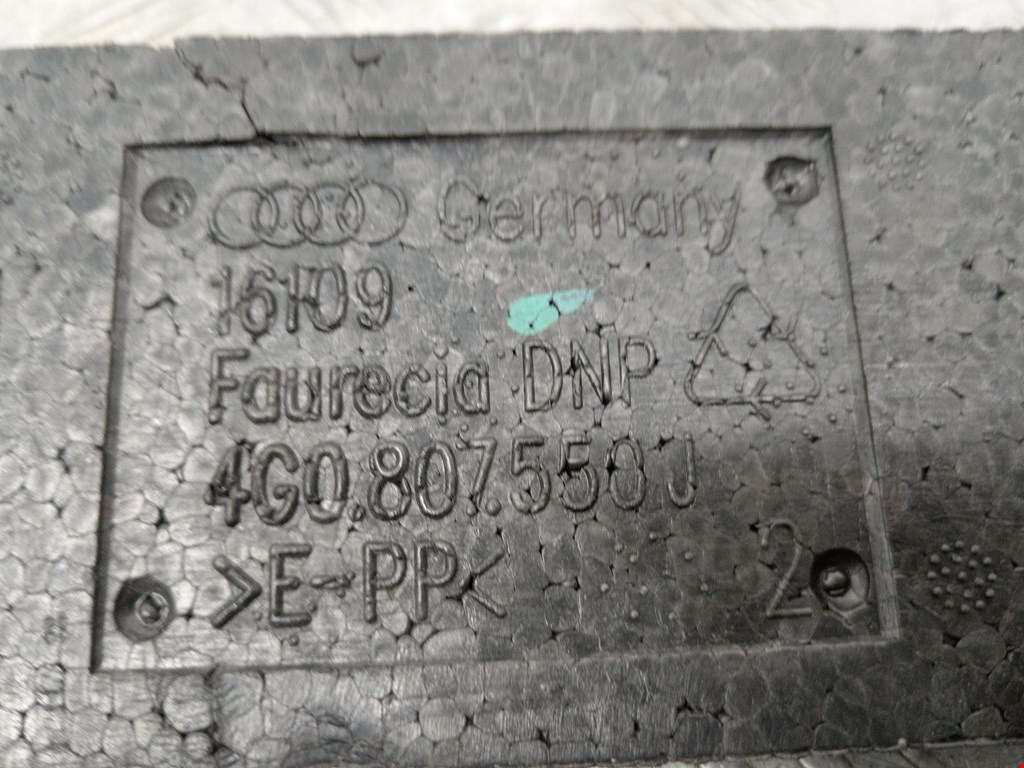 Germany
16109
Faurecia DNP
4G0.807.550 J
>E-PP<
2